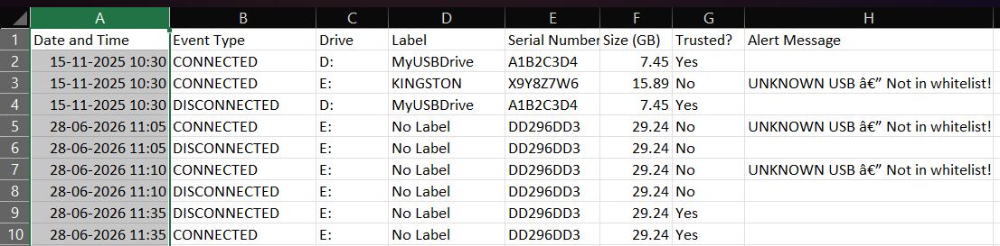 A B C D E F G H
1 Date and Time Event Type Drive Label Serial Number Size (GB) Trusted? Alert Message
2 15-11-2025 10:30 CONNECTED D: MyUSBDrive A1B2C3D4 7.45 Yes
3 15-11-2025 10:30 CONNECTED E: KINGSTON X9Y8Z7W6 15.89 No UNKNOWN USB â€” Not in whitelist!
4 15-11-2025 10:30 DISCONNECTED D: MyUSBDrive A1B2C3D4 7.45 Yes
5 28-06-2026 11:05 CONNECTED E: No Label DD296DD3 29.24 No UNKNOWN USB â€” Not in whitelist!
6 28-06-2026 11:05 DISCONNECTED E: No Label DD296DD3 29.24 No
7 28-06-2026 11:10 CONNECTED E: No Label DD296DD3 29.24 No UNKNOWN USB â€” Not in whitelist!
8 28-06-2026 11:10 DISCONNECTED E: No Label DD296DD3 29.24 No
9 28-06-2026 11:35 DISCONNECTED E: No Label DD296DD3 29.24 Yes
10 28-06-2026 11:35 CONNECTED E: No Label DD296DD3 29.24 Yes